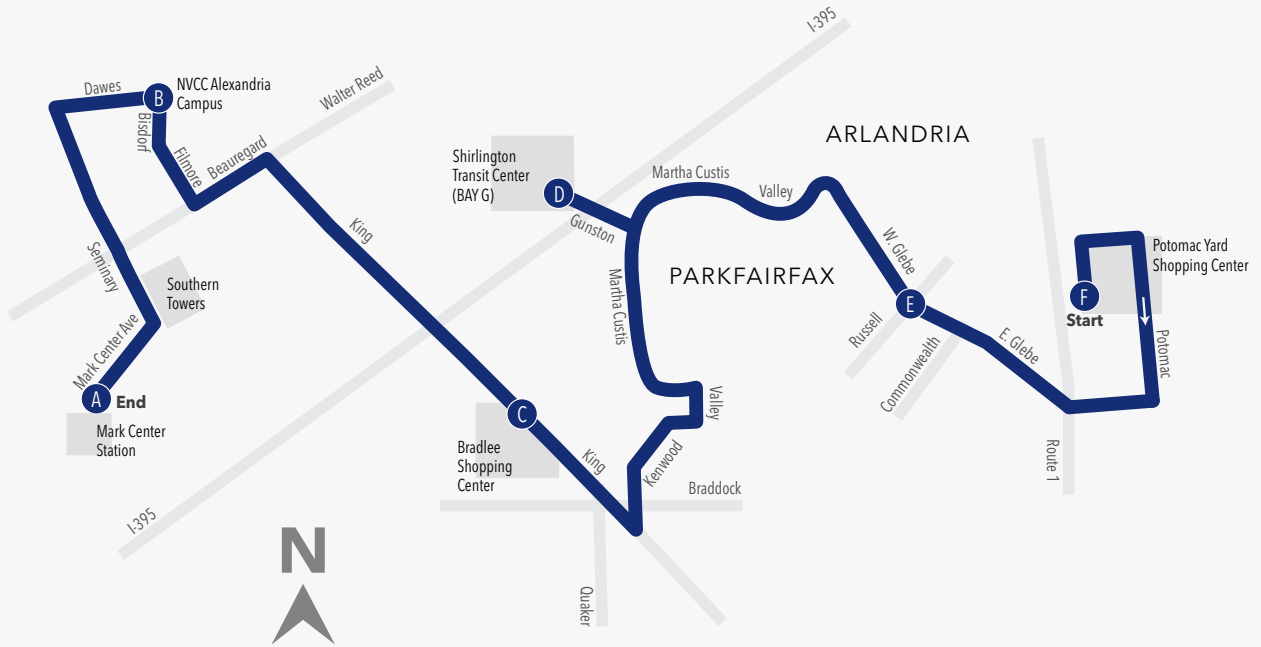 I-395
Dawes
B
NVCC Alexandria
Campus
Walter Reed
Bisdorf
Filmore
Beauregard
ARLANDRIA
Shirlington
Transit Center
(BAY G)
D
Gunston
Martha Custis
Valley
King
Seminary
Southern
Towers
W. Glebe
Potomac Yard
Shopping Center
PARKFAIRFAX
Martha Custis
E
F
Start
Russell
Commonwealth
E. Glebe
Potomac
Mark Center Ave
A
End
Mark Center
Station
C
Valley
Bradlee
Shopping
Center
King
Kenwood
Route 1
Braddock
I-395
N
Quaker